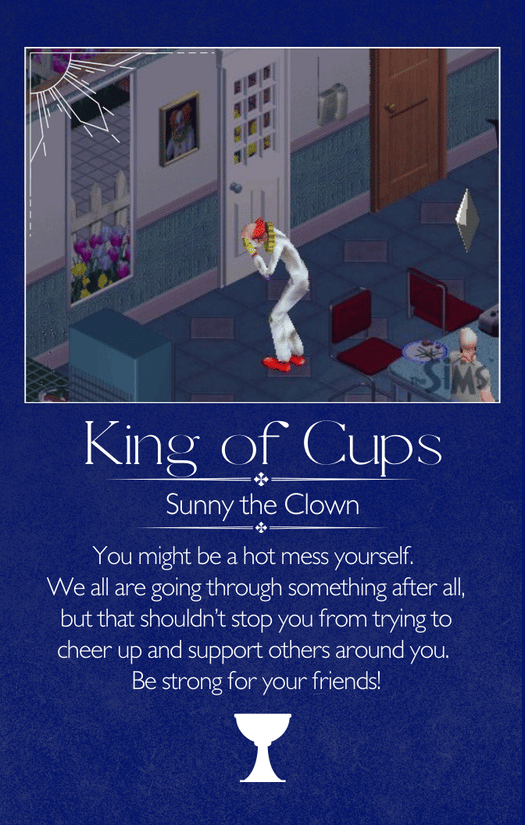 THE SIMS
King of Cups
Sunny the Clown
You might be a hot mess yourself.
We all are going through something after all,
but that shouldn't stop you from trying to
cheer up and support others around you.
Be strong for your friends!